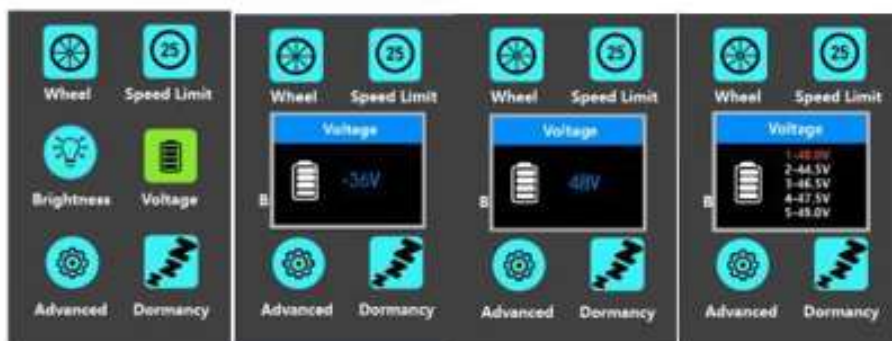 25
Wheel Speed Limit
Brightness Voltage
Advanced Dormancy
25
Wheel Speed Limit
Voltage
-36V
B
Advanced Dormancy
25
Wheel Speed Limit
Voltage
48V
B
Advanced Dormancy
25
Wheel Speed Limit
Voltage
2-44.5V
3-46.5V
4-47.5V
5-49.0V
B
Advanced Dormancy